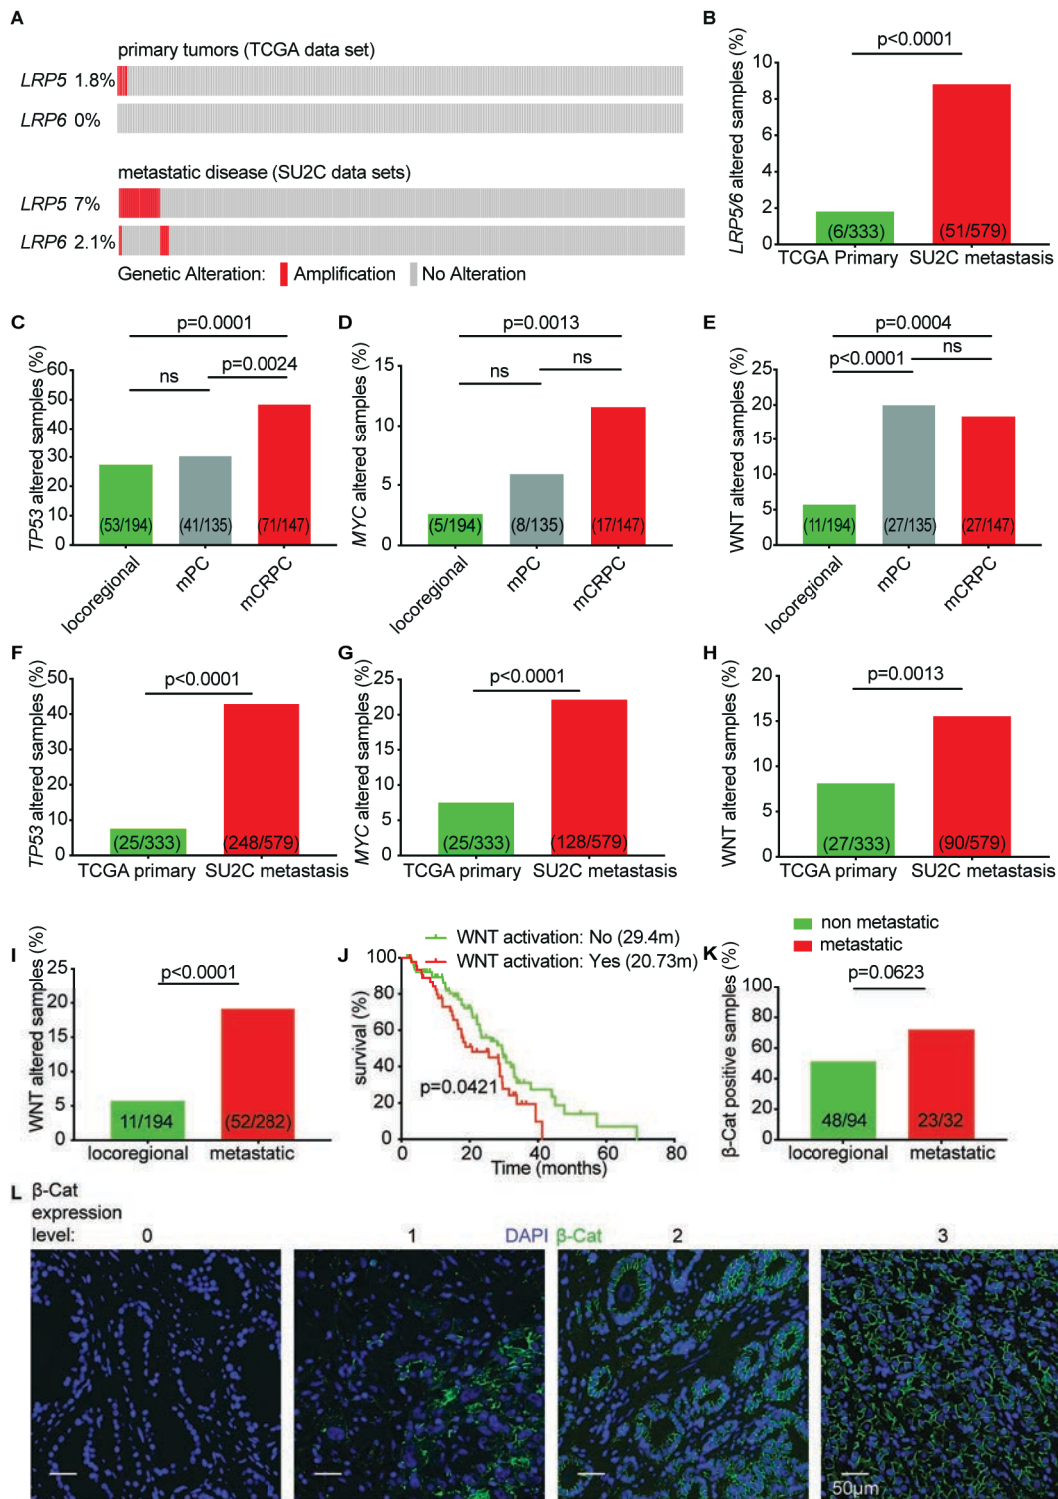 A
primary tumors (TCGA data set)
LRP5 1.8%
LRP6 0%
metastatic disease (SU2C data sets)
LRP5 7%
LRP6 2.1%
Genetic Alteration: Amplification No Alteration
B
p<0.0001
LRP5/6 altered samples (%)
10
8
6
4
2
0
(6/333) (51/579)
TCGA Primary SU2C metastasis
C
p=0.0001
p=0.0024
ns
TP53 altered samples (%)
60
50
40
30
20
10
0
(53/194) (41/135) (71/147)
locoregional mPC mCRPC
D
p=0.0013
ns
ns
MYC altered samples (%)
15
10
5
0
(5/194) (8/135) (17/147)
locoregional mPC mCRPC
E
p=0.0004
p<0.0001 ns
WNT altered samples (%)
25
20
15
10
5
0
(11/194) (27/135) (27/147)
locoregional mPC mCRPC
F
p<0.0001
TP53 altered samples (%)
50
40
30
20
10
0
(25/333) (248/579)
TCGA primary SU2C metastasis
G
p<0.0001
MYC altered samples (%)
25
20
15
10
5
0
(25/333) (128/579)
TCGA primary SU2C metastasis
H
p=0.0013
WNT altered samples (%)
20
15
10
5
0
(27/333) (90/579)
TCGA primary SU2C metastasis
I
p<0.0001
WNT altered samples (%)
25
20
15
10
5
0
11/194) (52/282)
locoregional metastatic
J
WNT activation: No (29.4m)
WNT activation: Yes (20.73m)
survival (%)
100
80
60
40
20
0
p=0.0421
0 20 40 60 80
Time (months)
non metastatic
metastatic
K
p=0.0623
β-Cat positive samples (%)
100
80
60
40
20
0
48/94 23/32
locoregional metastatic
L
β-Cat
expression
level: 0 1 DAPI β-Cat 2 3
50μm